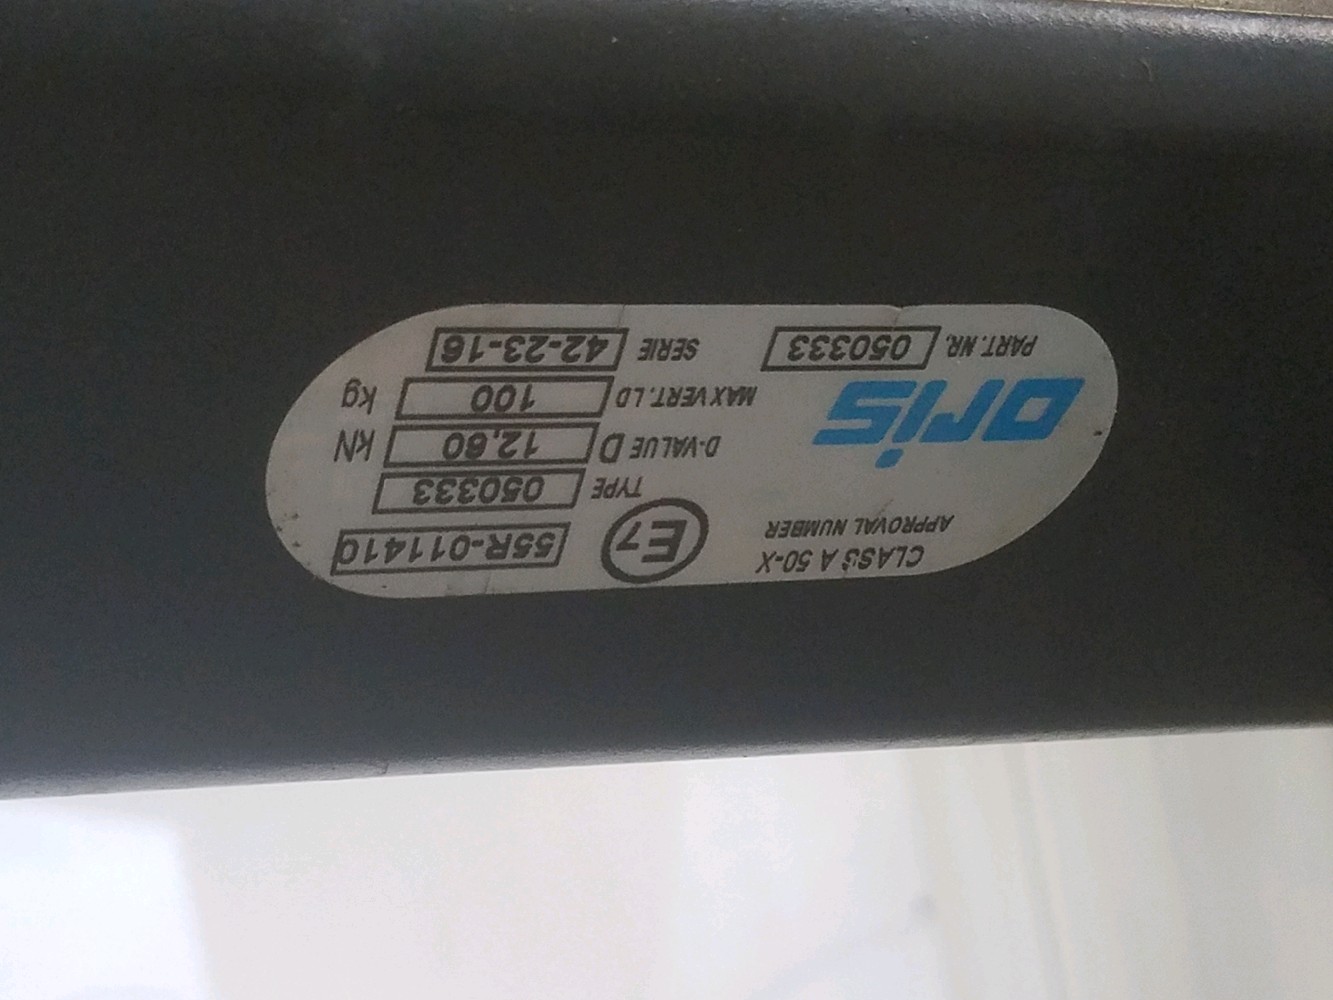 CLASS A 50-X
APPROVAL NUMBER
E7 55R-011410
TYPE 050333
D-VALUE D 12,60 kN
MAX VERT. LD 100 kg
oris
PART. NR. 050333
SERIE 42-23-16